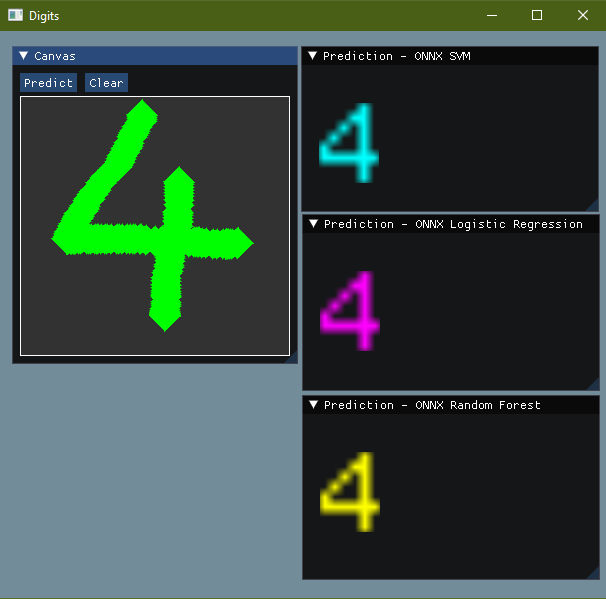 Digits
Canvas
Predict Clear
4
Prediction - ONNX SVM
4
Prediction - ONNX Logistic Regression
4
Prediction - ONNX Random Forest
4